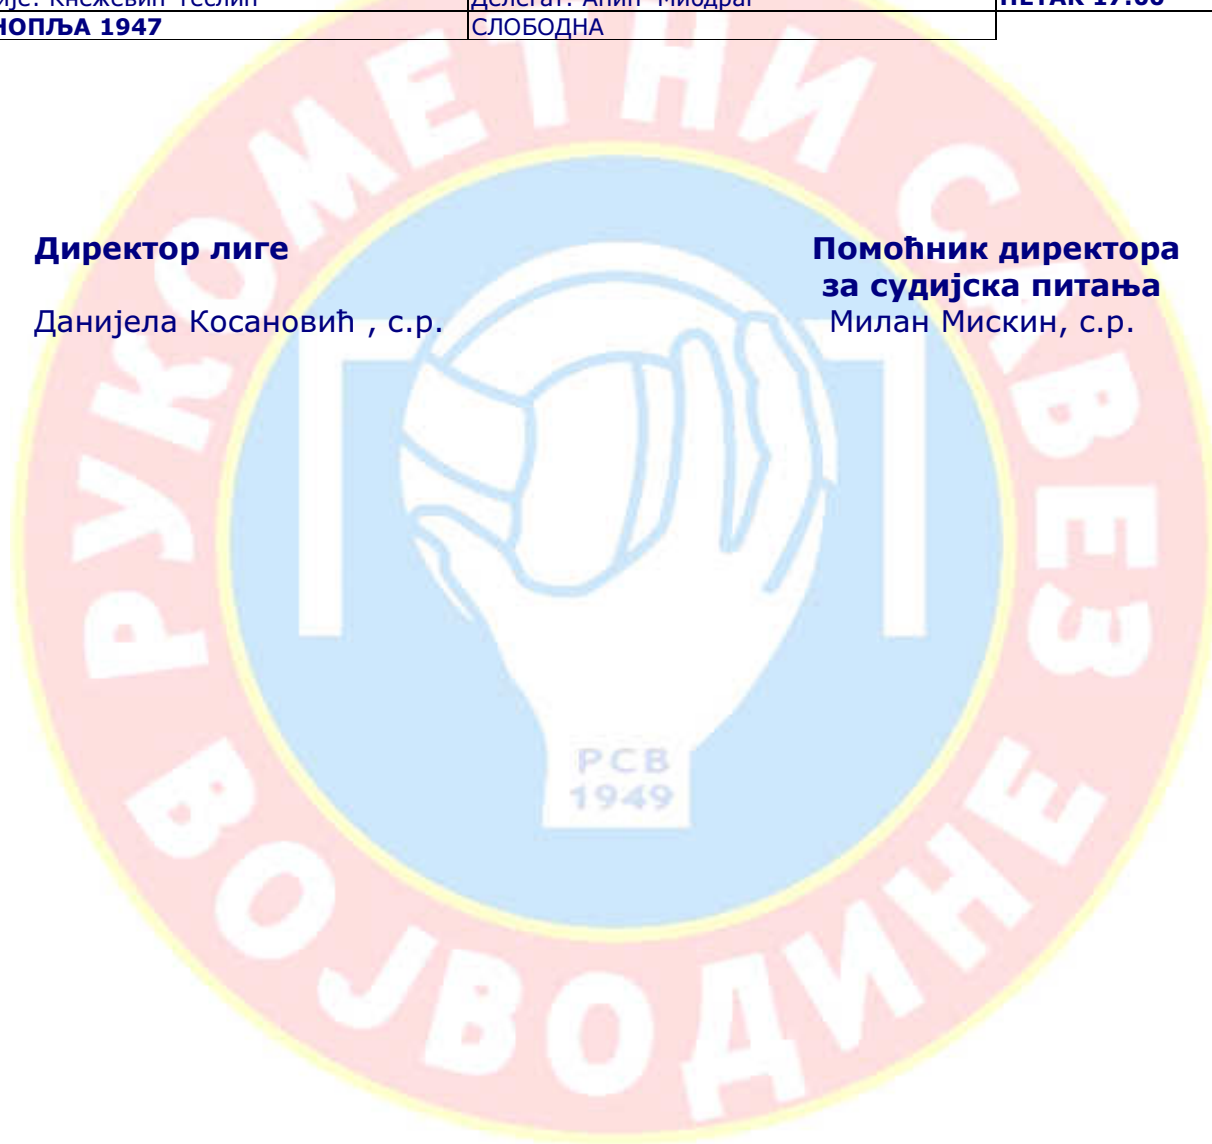 Директор лиге Помоћник директора
за судијска питања
Данијела Косановић , с.р. Милан Мискин, с.р.
НОПЉА 1947 СЛОБОДНА
РУКОМЕТНИ САВЕЗ
ВОЈВОДИНЕ
РСВ
1949